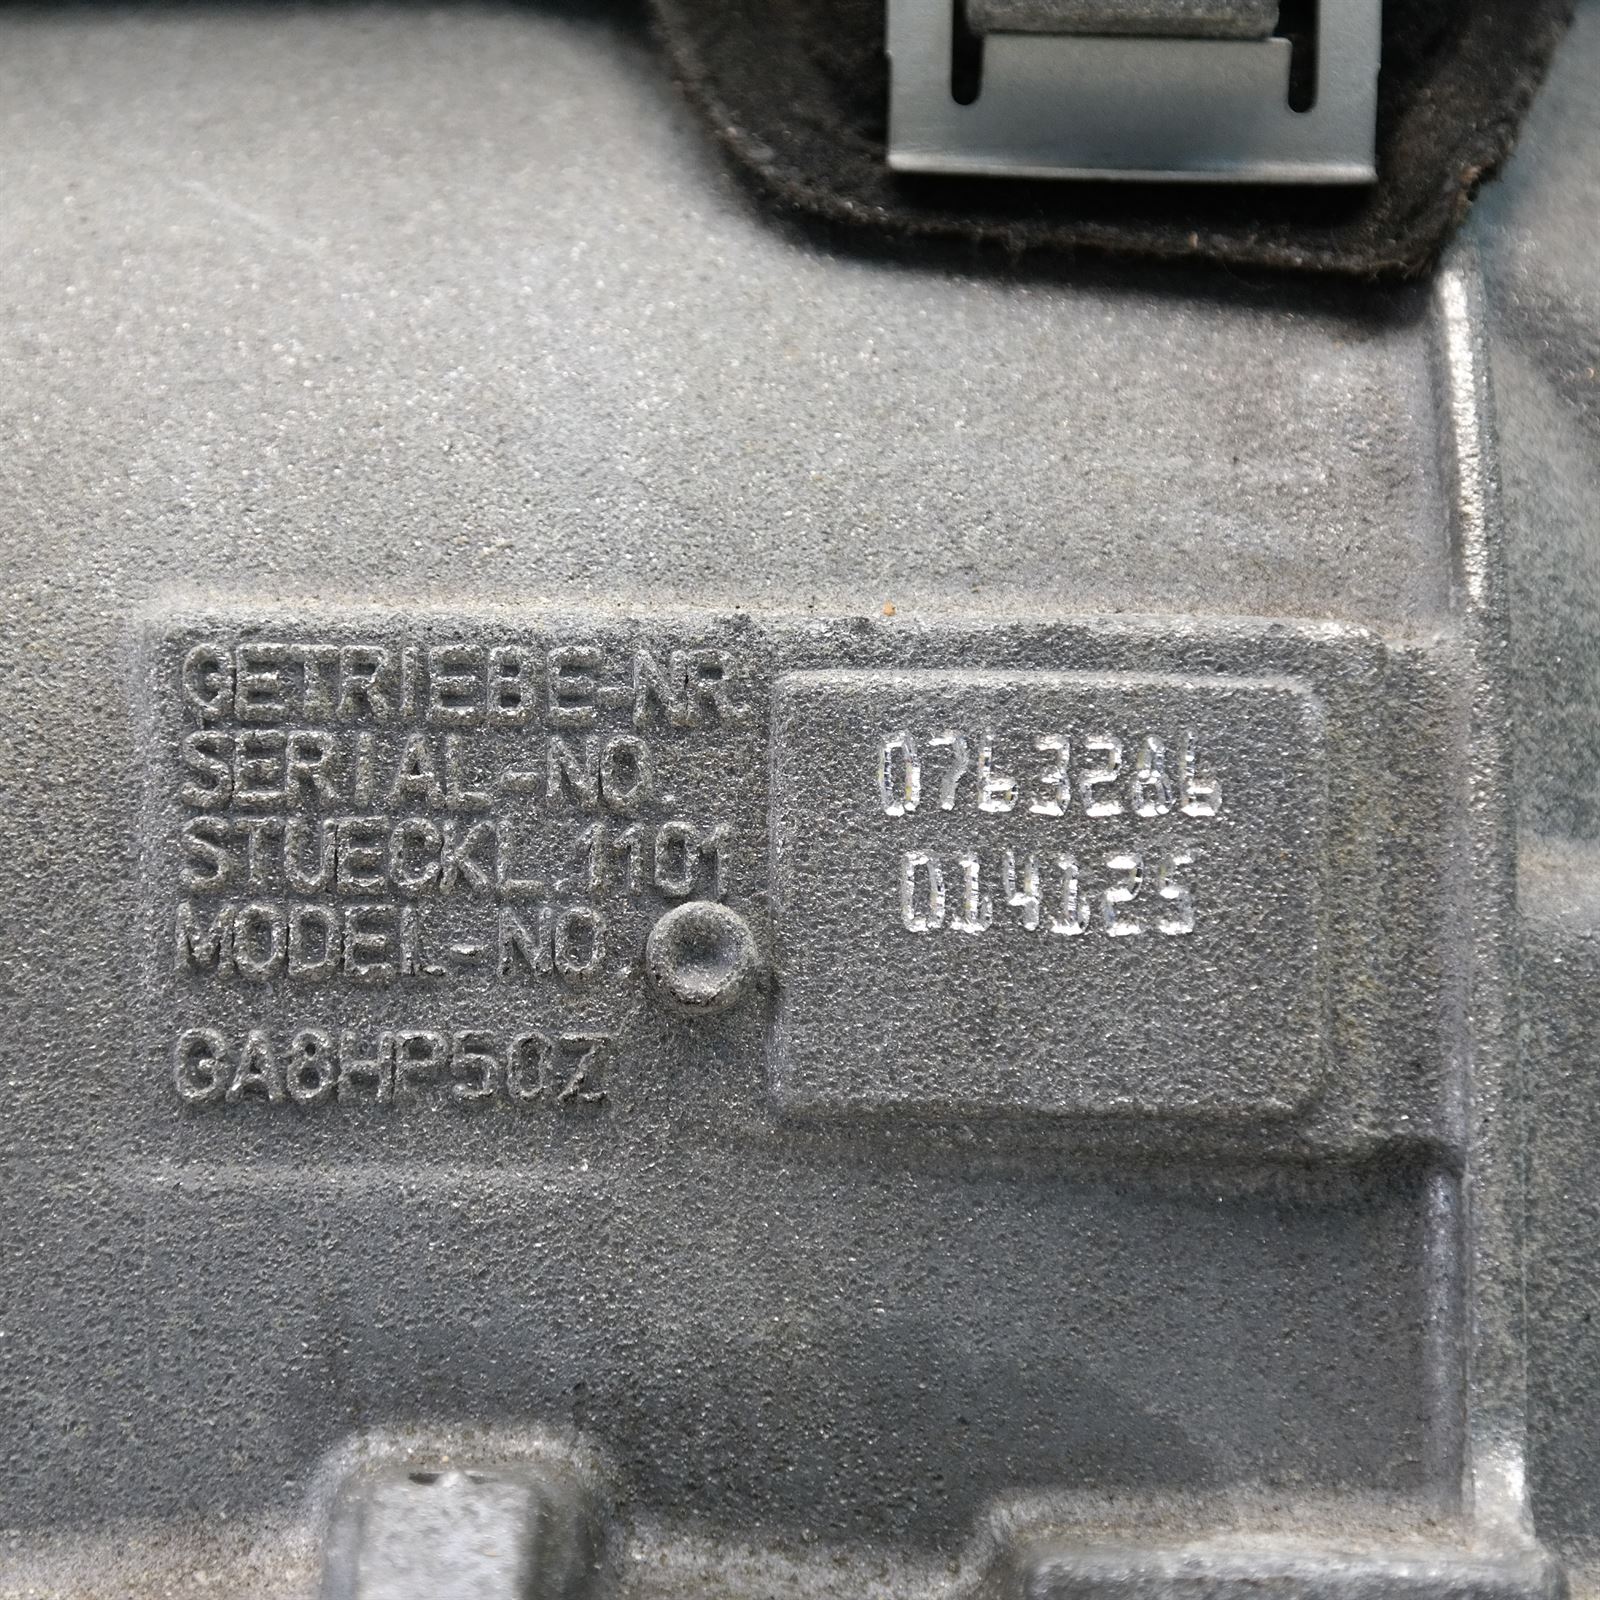 GETRIEBE-NR.
SERIAL-NO.
0763286
STUECKL.1101
014125
MODEL-NO.
GA8HP50Z